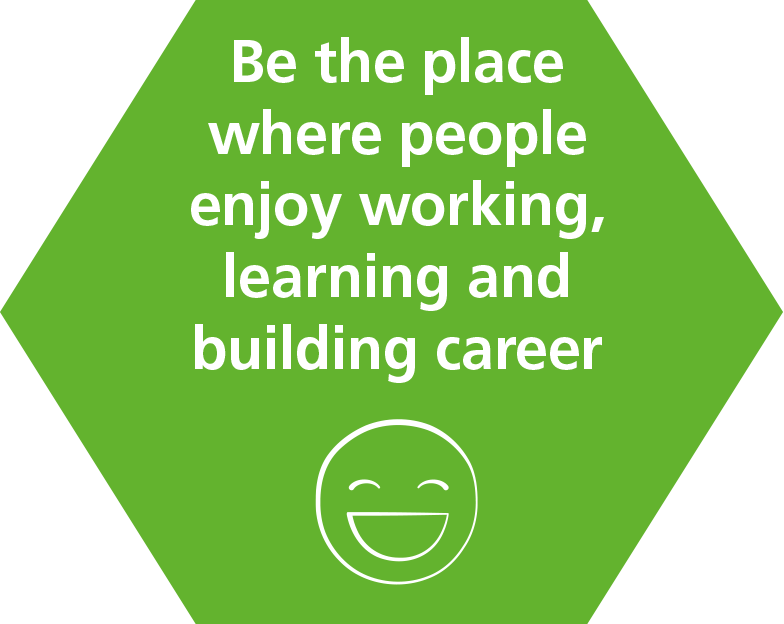 Be the place
where people
enjoy working,
learning and
building career